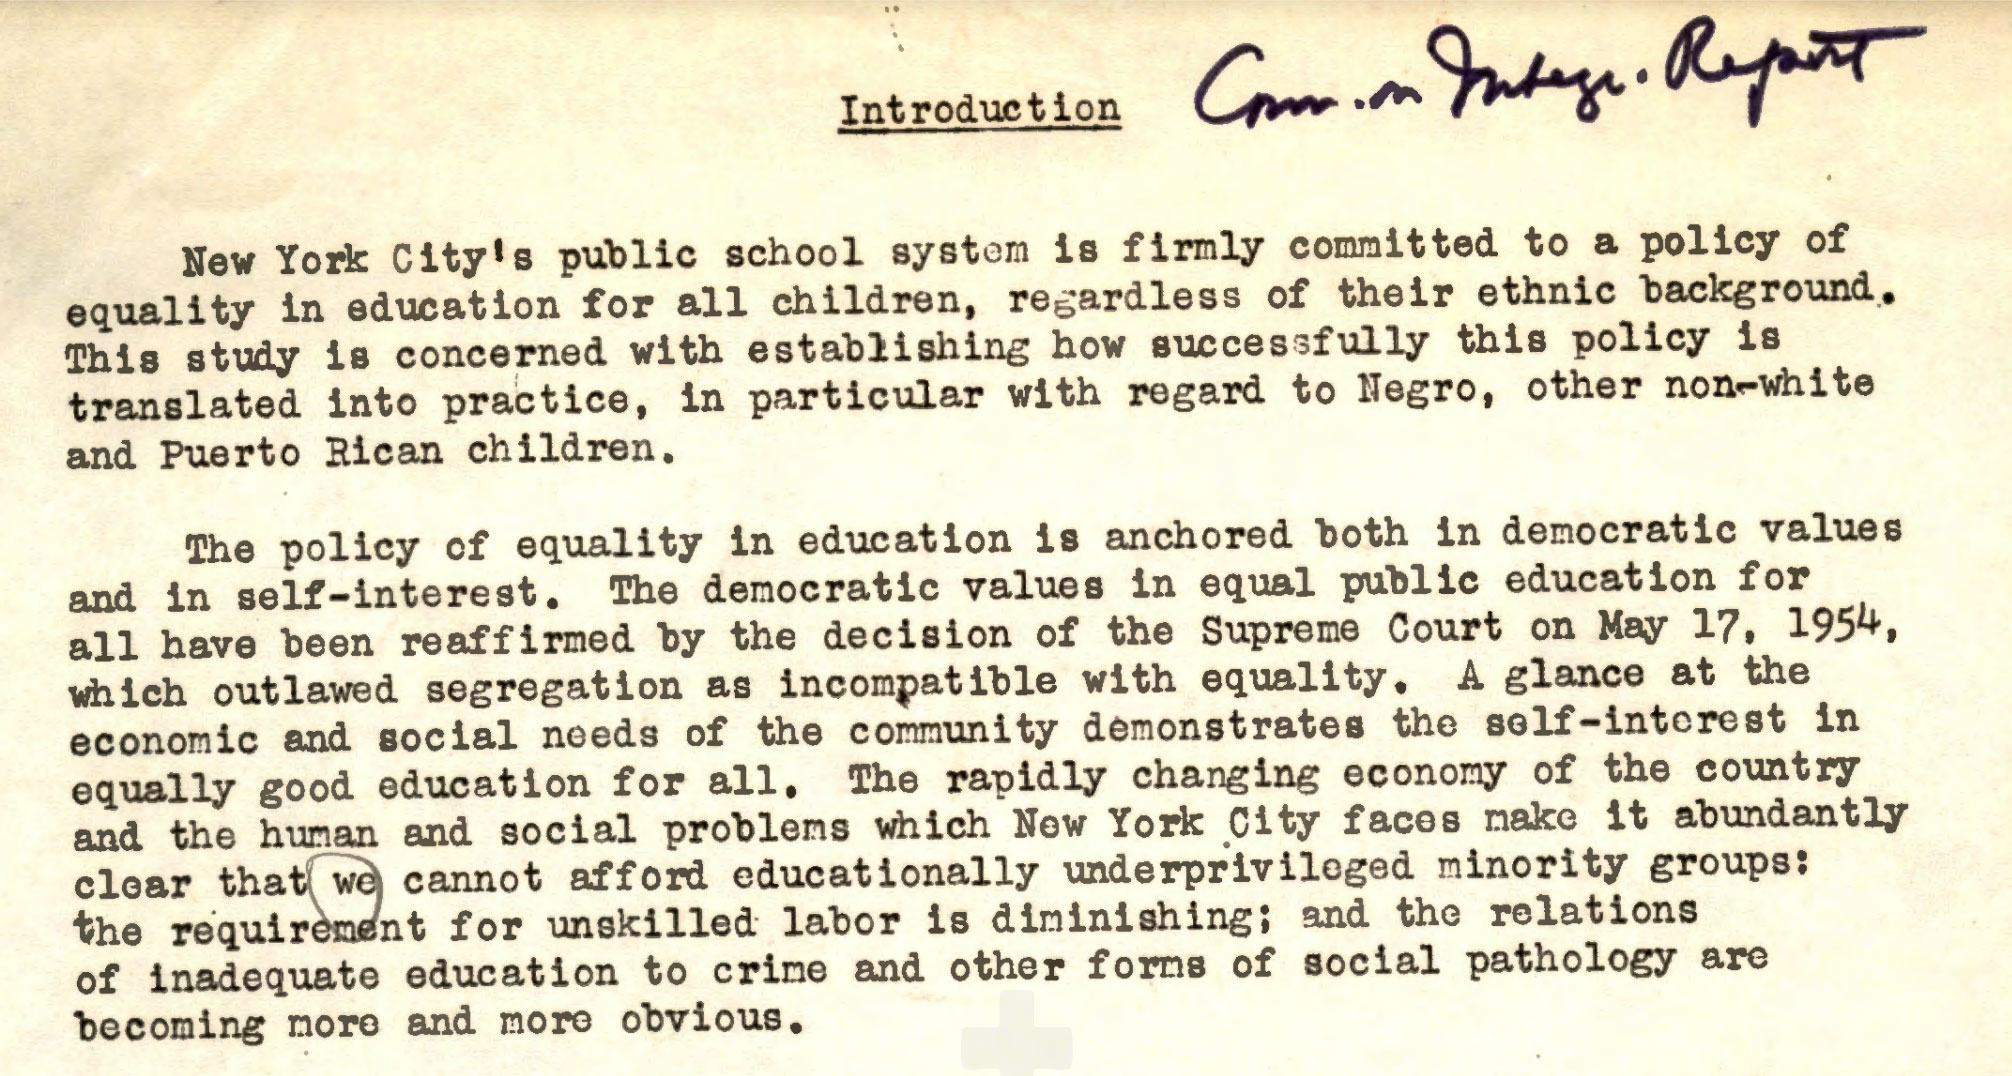 Introduction
Comm. on Integr. Report
New York City's public school system is firmly committed to a policy of
equality in education for all children, regardless of their ethnic background.
This study is concerned with establishing how successfully this policy is
translated into practice, in particular with regard to Negro, other non-white
and Puerto Rican children.
The policy of equality in education is anchored both in democratic values
and in self-interest. The democratic values in equal public education for
all have been reaffirmed by the decision of the Supreme Court on May 17, 1954,
which outlawed segregation as incompatible with equality. A glance at the
economic and social needs of the community demonstrates the self-interest in
equally good education for all. The rapidly changing economy of the country
and the human and social problems which New York City faces make it abundantly
clear that we cannot afford educationally underprivileged minority groups:
the requirement for unskilled labor is diminishing; and the relations
of inadequate education to crime and other forms of social pathology are
becoming more and more obvious.